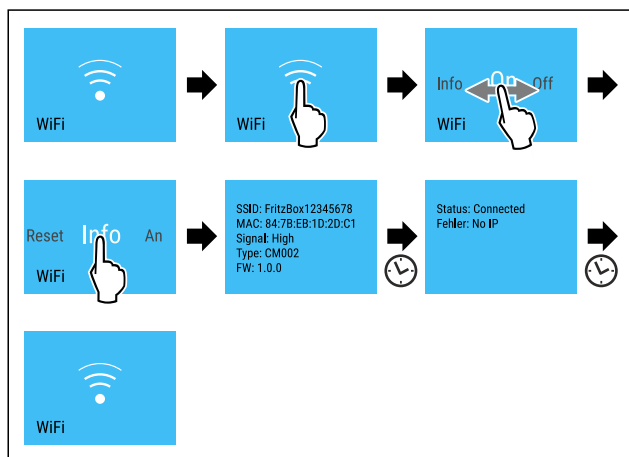 WiFi
WiFi
Info On Off
WiFi
Reset Info An
WiFi
SSID: FritzBox12345678
MAC: 84:7B:EB:1D:2D:C1
Signal: High
Type: CM002
FW: 1.0.0
Status: Connected
Fehler: No IP
WiFi